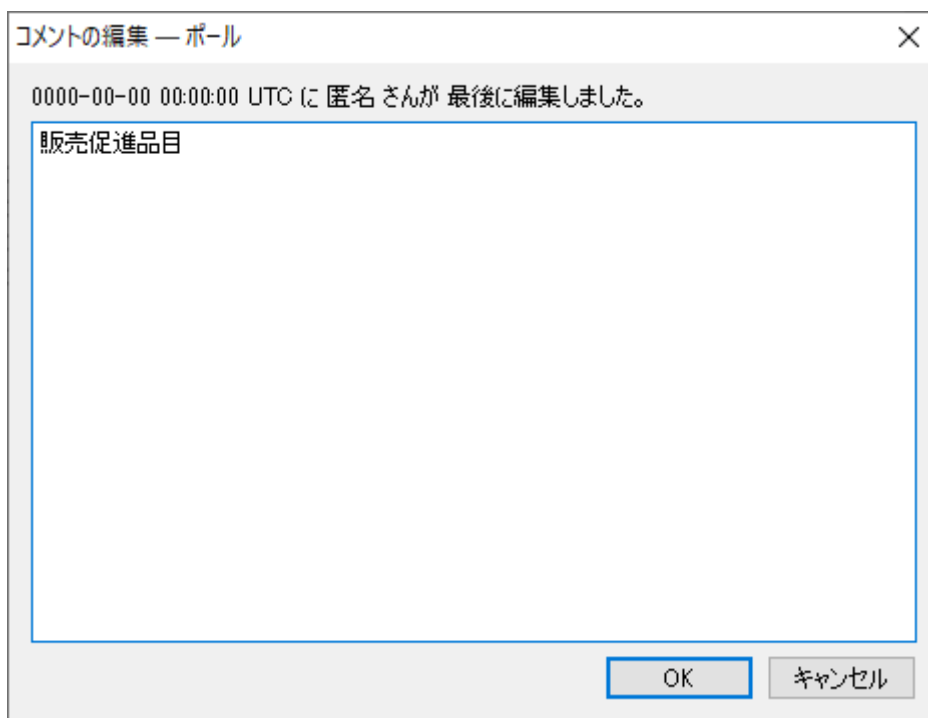 コメントの編集 — ポール
0000-00-00 00:00:00 UTC に 匿名 さんが 最後に編集しました。
販売促進品目
OK
キャンセル